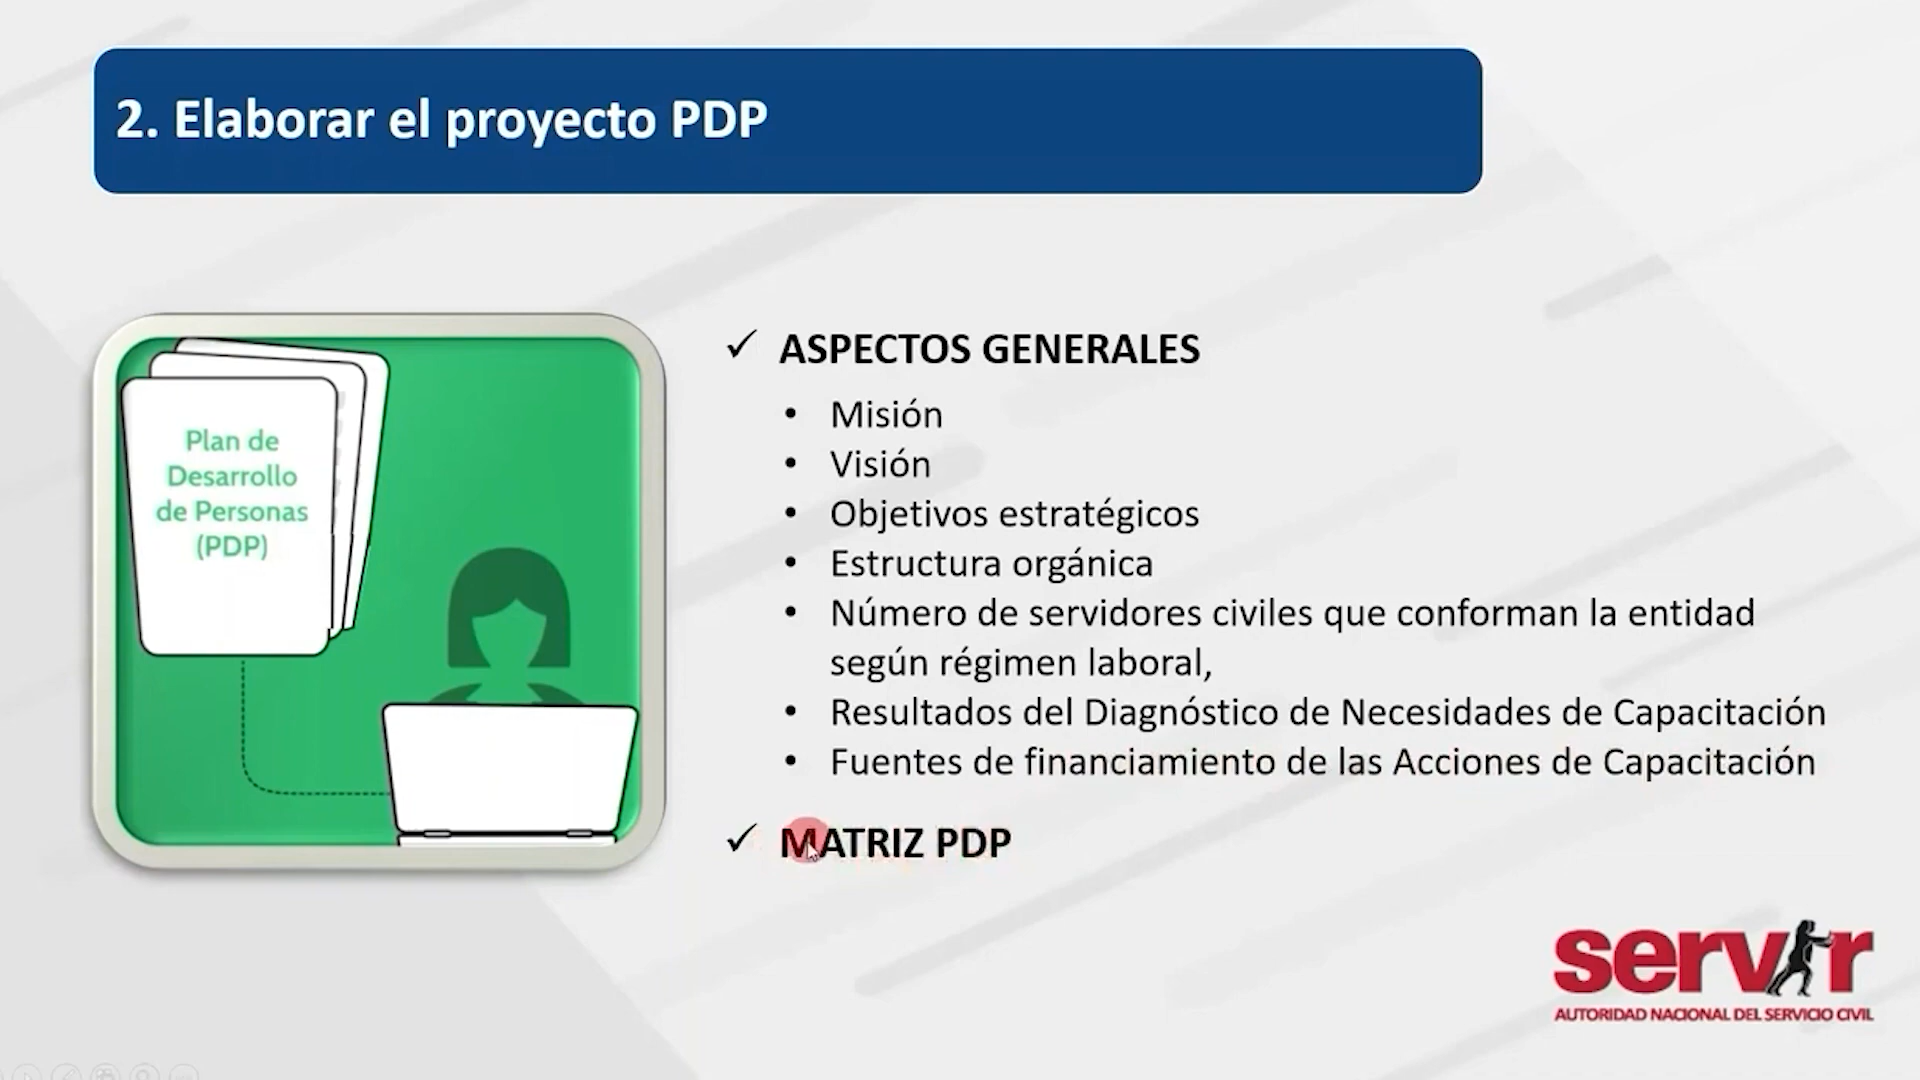 2. Elaborar el proyecto PDP
Plan de
Desarrollo
de Personas
(PDP)
✓ ASPECTOS GENERALES
• Misión
• Visión
• Objetivos estratégicos
• Estructura orgánica
• Número de servidores civiles que conforman la entidad
según régimen laboral,
• Resultados del Diagnóstico de Necesidades de Capacitación
• Fuentes de financiamiento de las Acciones de Capacitación
✓ MATRIZ PDP
servir
AUTORIDAD NACIONAL DEL SERVICIO CIVIL